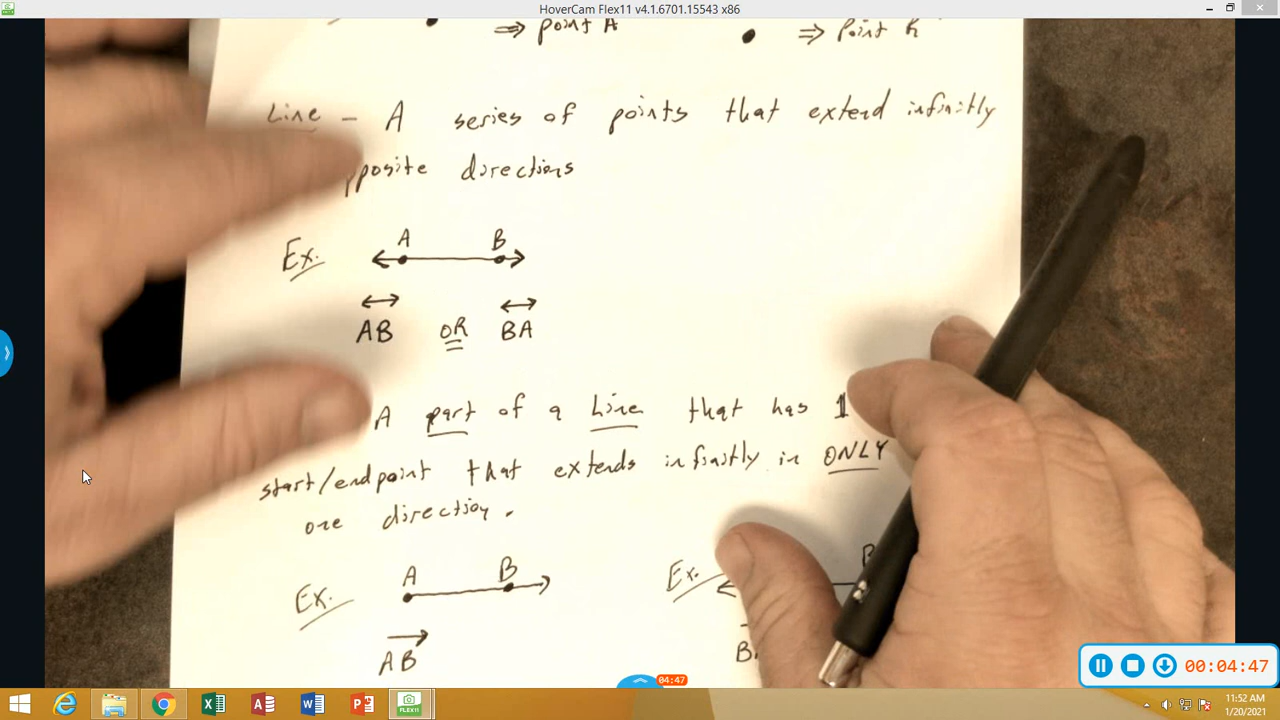 HoverCam Flex11 v4.1.6701.15543 x86
⇒ point A
⇒ point
Line - A series of points that extend infinitly
opposite directions
Ex. A B
AB OR BA
A part of a Line that has 1
start/endpoint that extends infinitly in ONLY
one direction.
Ex. A B
Ex. B
AB
B
00:04:47
04:47
FLEX11
11:52 AM
1/20/2021